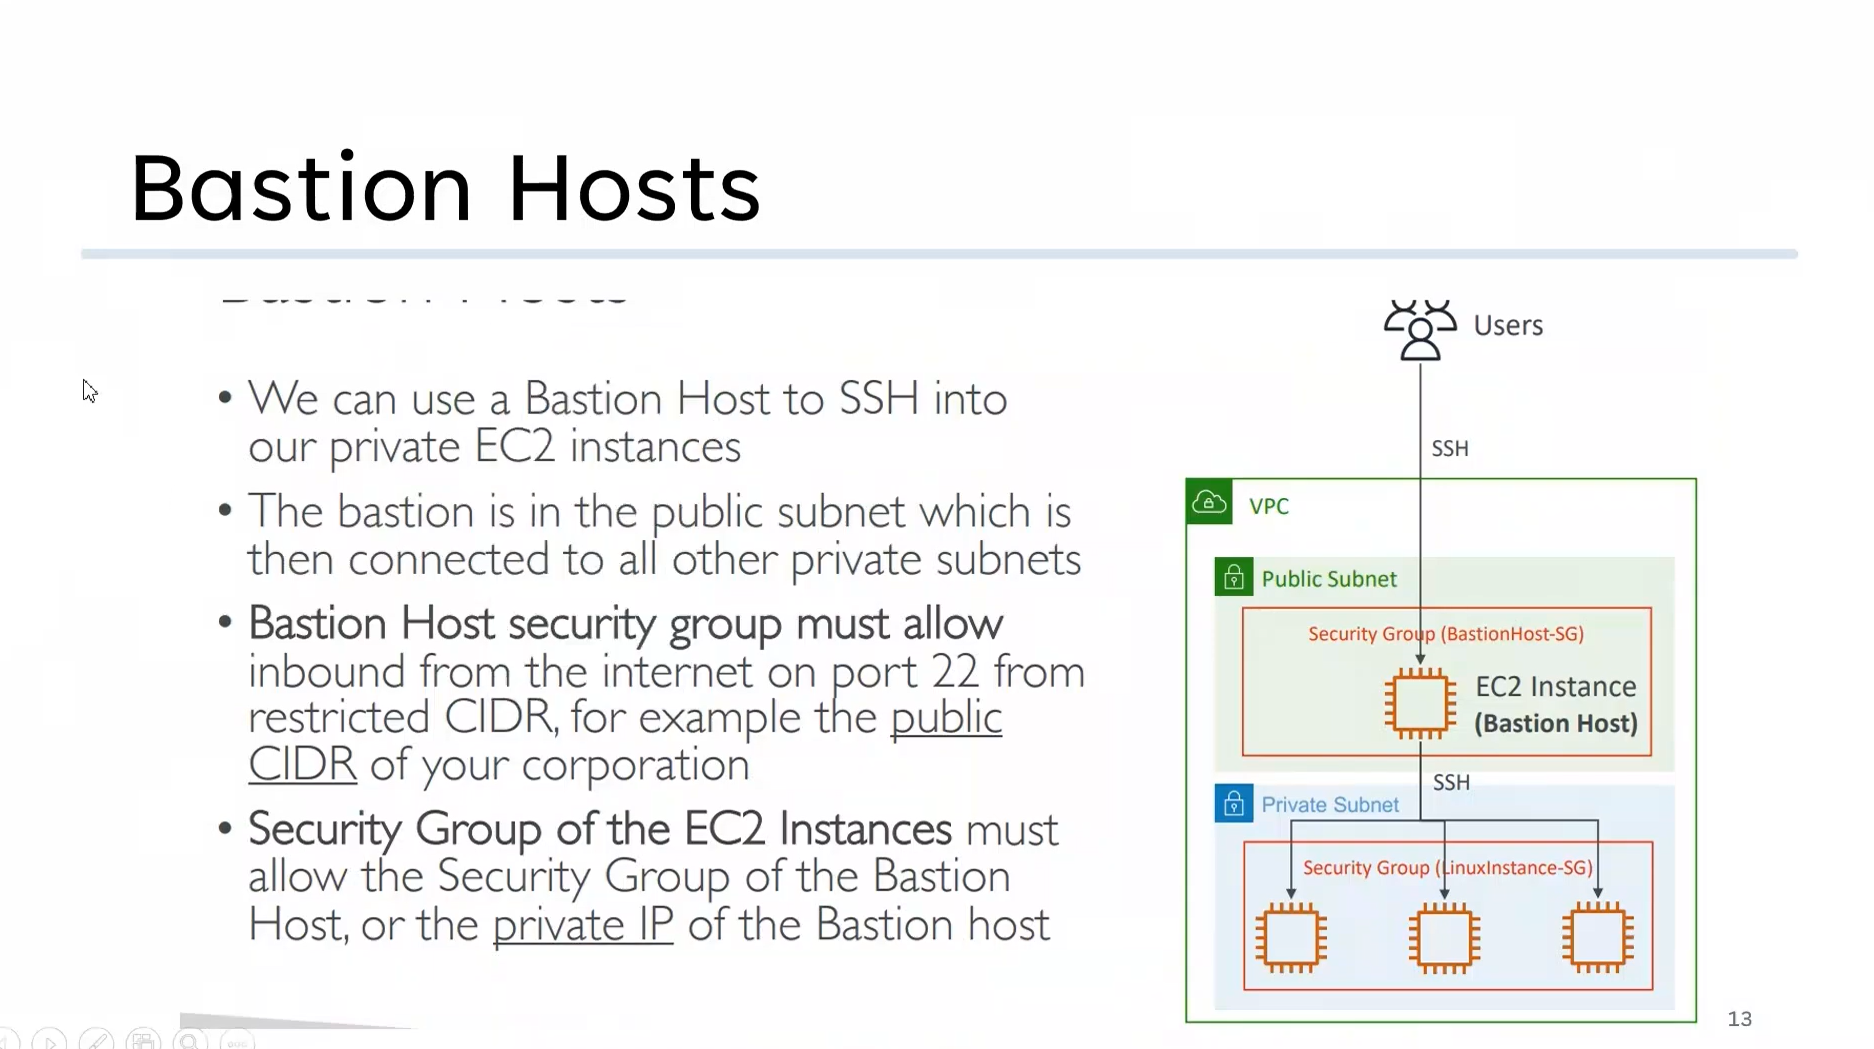 Bastion Hosts
• We can use a Bastion Host to SSH into
our private EC2 instances
• The bastion is in the public subnet which is
then connected to all other private subnets
• Bastion Host security group must allow
inbound from the internet on port 22 from
restricted CIDR, for example the public
CIDR of your corporation
• Security Group of the EC2 Instances must
allow the Security Group of the Bastion
Host, or the private IP of the Bastion host
Users
SSH
VPC
Public Subnet
Security Group (BastionHost-SG)
EC2 Instance
(Bastion Host)
SSH
Private Subnet
Security Group (LinuxInstance-SG)
13